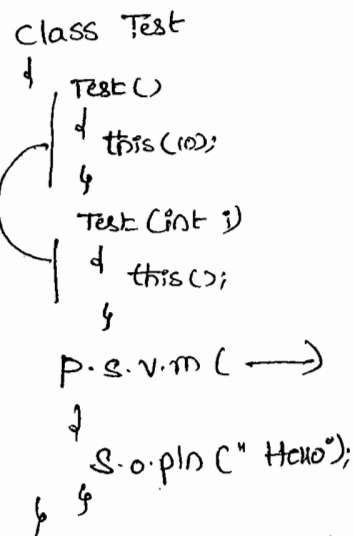 class Test
{
Test()
{
this(10);
}
Test(int i)
{
this();
}
p.s.v.m( ⟶ )
{
s.o.pln("Hello");
}
}